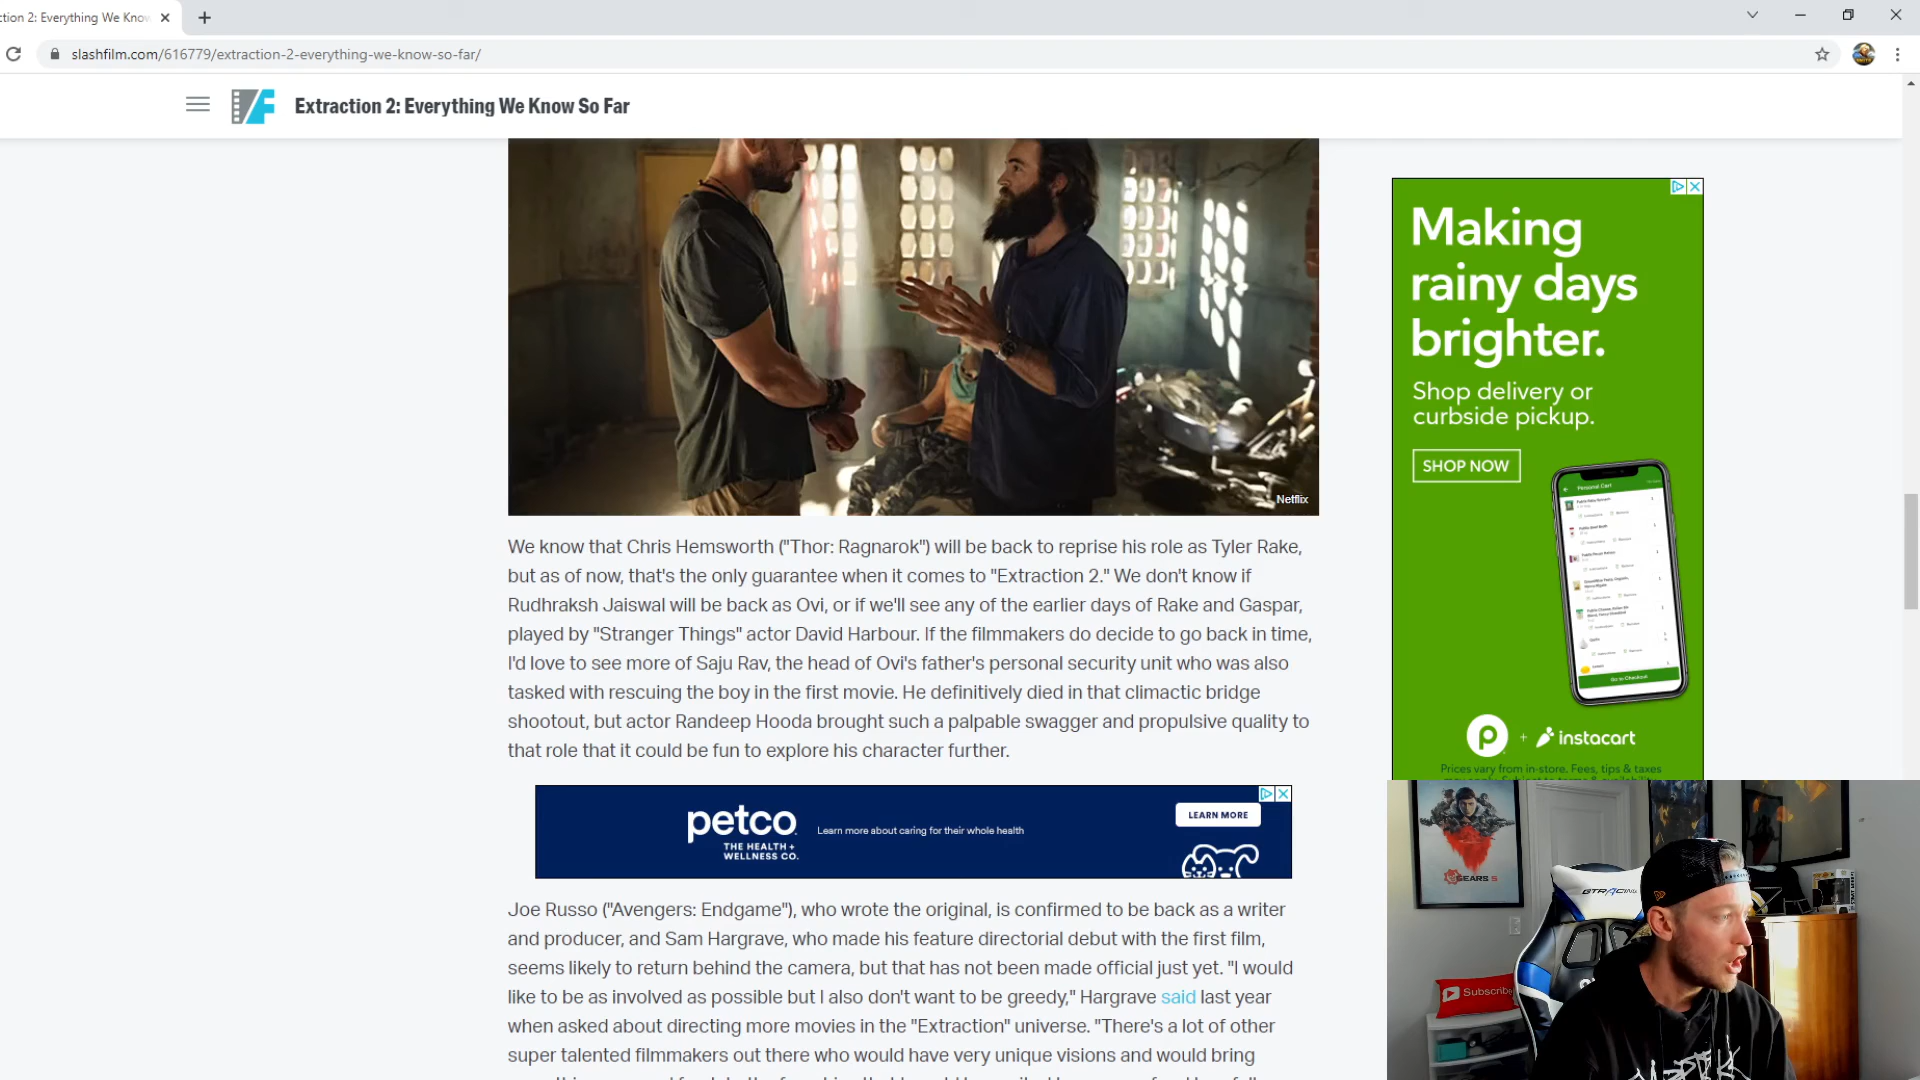 ction 2: Everything We Know
slashfilm.com/616779/extraction-2-everything-we-know-so-far/
Extraction 2: Everything We Know So Far
Netflix
We know that Chris Hemsworth ("Thor: Ragnarok") will be back to reprise his role as Tyler Rake,
but as of now, that's the only guarantee when it comes to "Extraction 2." We don't know if
Rudhraksh Jaiswal will be back as Ovi, or if we'll see any of the earlier days of Rake and Gaspar,
played by "Stranger Things" actor David Harbour. If the filmmakers do decide to go back in time,
I'd love to see more of Saju Rav, the head of Ovi's father's personal security unit who was also
tasked with rescuing the boy in the first movie. He definitively died in that climactic bridge
shootout, but actor Randeep Hooda brought such a palpable swagger and propulsive quality to
that role that it could be fun to explore his character further.
petco
THE HEALTH +
WELLNESS CO.
Learn more about caring for their whole health
LEARN MORE
Joe Russo ("Avengers: Endgame"), who wrote the original, is confirmed to be back as a writer
and producer, and Sam Hargrave, who made his feature directorial debut with the first film,
seems likely to return behind the camera, but that has not been made official just yet. "I would
like to be as involved as possible but I also don't want to be greedy," Hargrave said last year
when asked about directing more movies in the "Extraction" universe. "There's a lot of other
super talented filmmakers out there who would have very unique visions and would bring
Making
rainy days
brighter.
Shop delivery or
curbside pickup.
SHOP NOW
Personal Cart
Go to Checkout
p + instacart
Prices vary from in-store. Fees, tips & taxes
GEARS 5
GTRACING
Subscribe